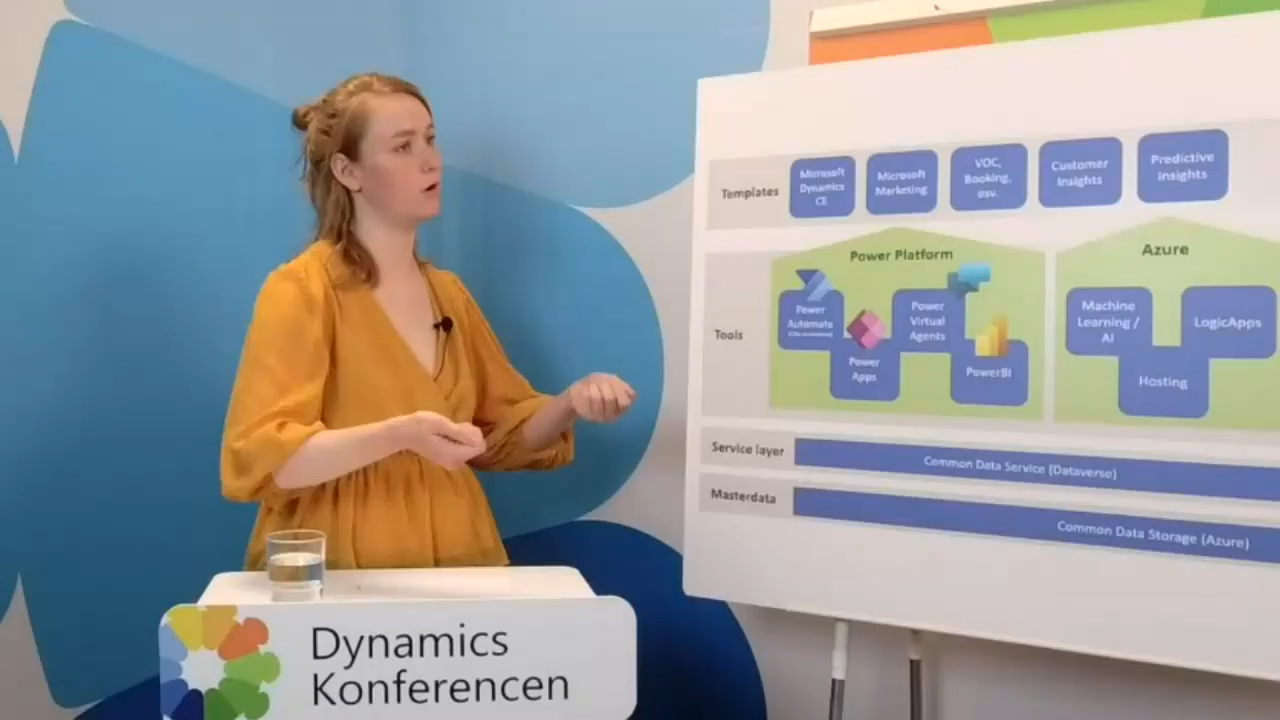 Templates
Microsoft
Dynamics
CE
Microsoft
Marketing
VOC,
Booking,
osv.
Customer
Insights
Predictive
Insights
Tools
Power Platform
Power
Automate
Power
Apps
Power
Virtual
Agents
PowerBI
Azure
Machine
Learning /
AI
LogicApps
Hosting
Service layer
Common Data Service (Dataverse)
Masterdata
Common Data Storage (Azure)
Dynamics
Konferencen